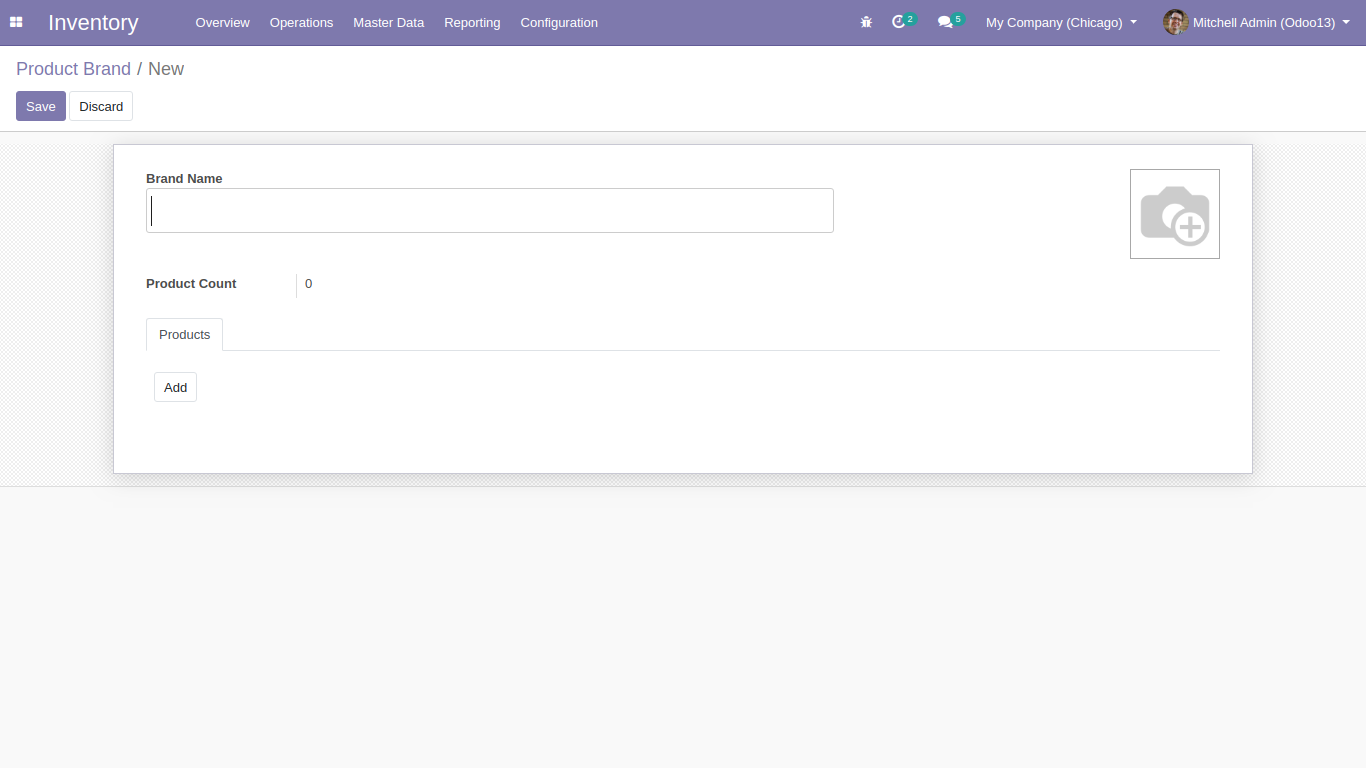 Inventory Overview Operations Master Data Reporting Configuration 2 5 My Company (Chicago) Mitchell Admin (Odoo13)
Product Brand / New
Save Discard
Brand Name
Product Count 0
Products
Add